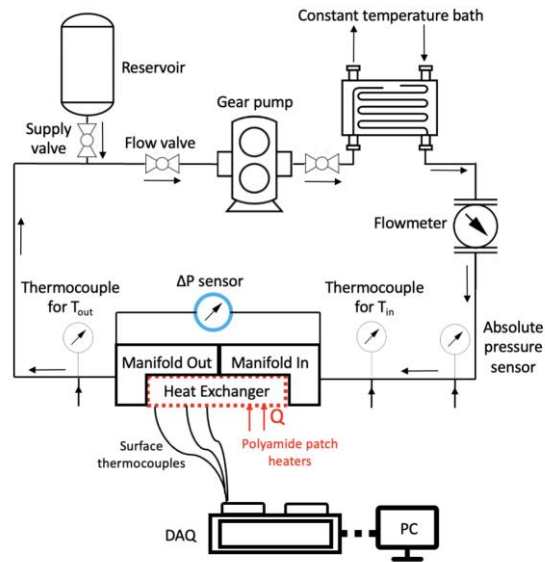 Constant temperature bath
Reservoir
Gear pump
Supply
valve
Flow valve
Flowmeter
Thermocouple
for Tout
ΔP sensor
Thermocouple
for Tin
Absolute
pressure
sensor
Manifold Out
Manifold In
Heat Exchanger
Q
Surface
thermocouples
Polyamide patch
heaters
DAQ
PC